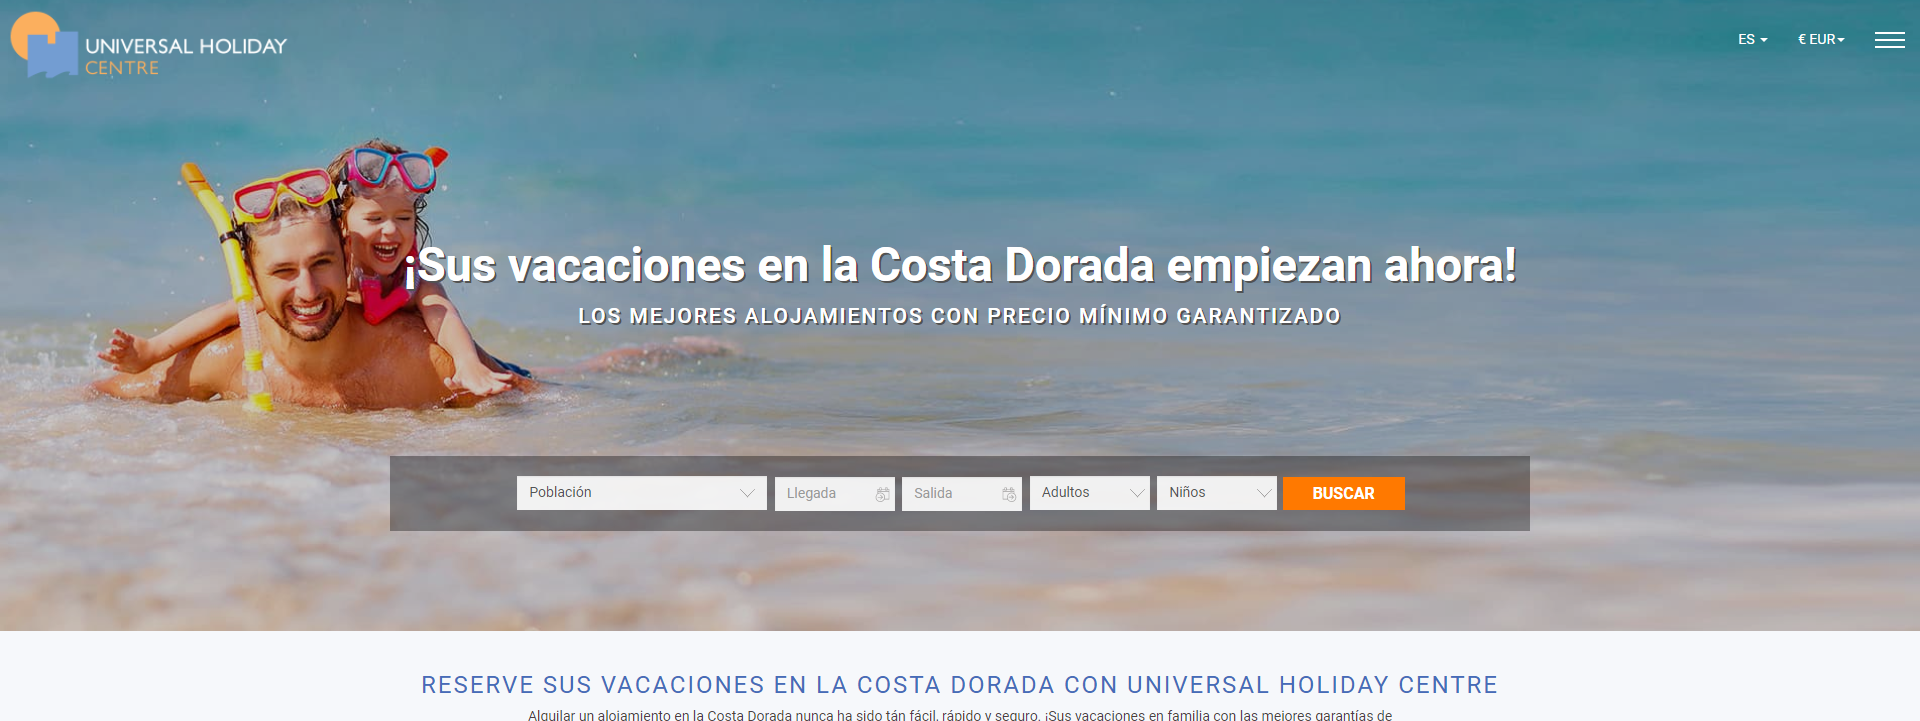 UNIVERSAL HOLIDAY
CENTRE
ES
€ EUR
¡Sus vacaciones en la Costa Dorada empiezan ahora!
LOS MEJORES ALOJAMIENTOS CON PRECIO MÍNIMO GARANTIZADO
Población
Llegada
Salida
Adultos
Niños
BUSCAR
RESERVE SUS VACACIONES EN LA COSTA DORADA CON UNIVERSAL HOLIDAY CENTRE
Alquilar un alojamiento en la Costa Dorada nunca ha sido tán fácil, rápido y seguro. ¡Sus vacaciones en familia con las mejores garantías de